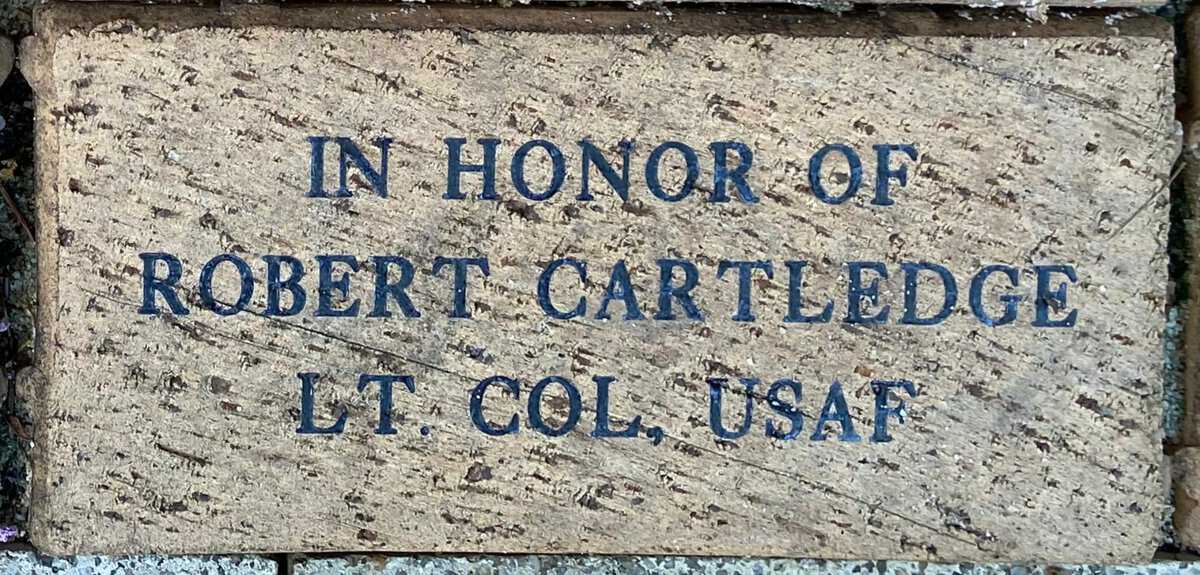 IN HONOR OF
ROBERT CARTLEDGE
LT. COL, USAF